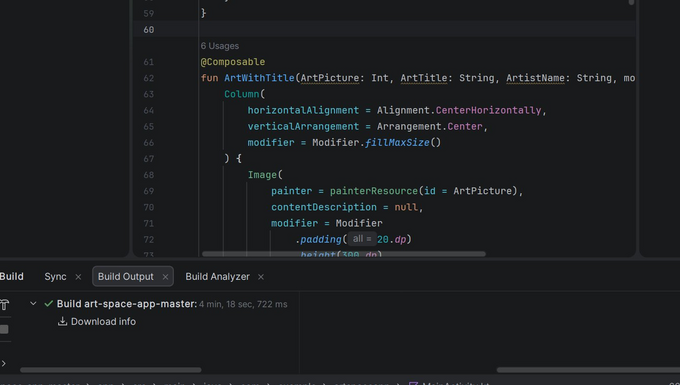 59 }
60
6 Usages
61 @Composable
62 fun ArtWithTitle(ArtPicture: Int, ArtTitle: String, ArtistName: String, mo
63 Column(
64 horizontalAlignment = Alignment.CenterHorizontally,
65 verticalArrangement = Arrangement.Center,
66 modifier = Modifier.fillMaxSize()
67 ) {
68 Image(
69 painter = painterResource(id = ArtPicture),
70 contentDescription = null,
71 modifier = Modifier
72 .padding( all = 20.dp)
73 .height(300.dp)
Build Sync Build Output Build Analyzer
Build art-space-app-master: 4 min, 18 sec, 722 ms
Download info